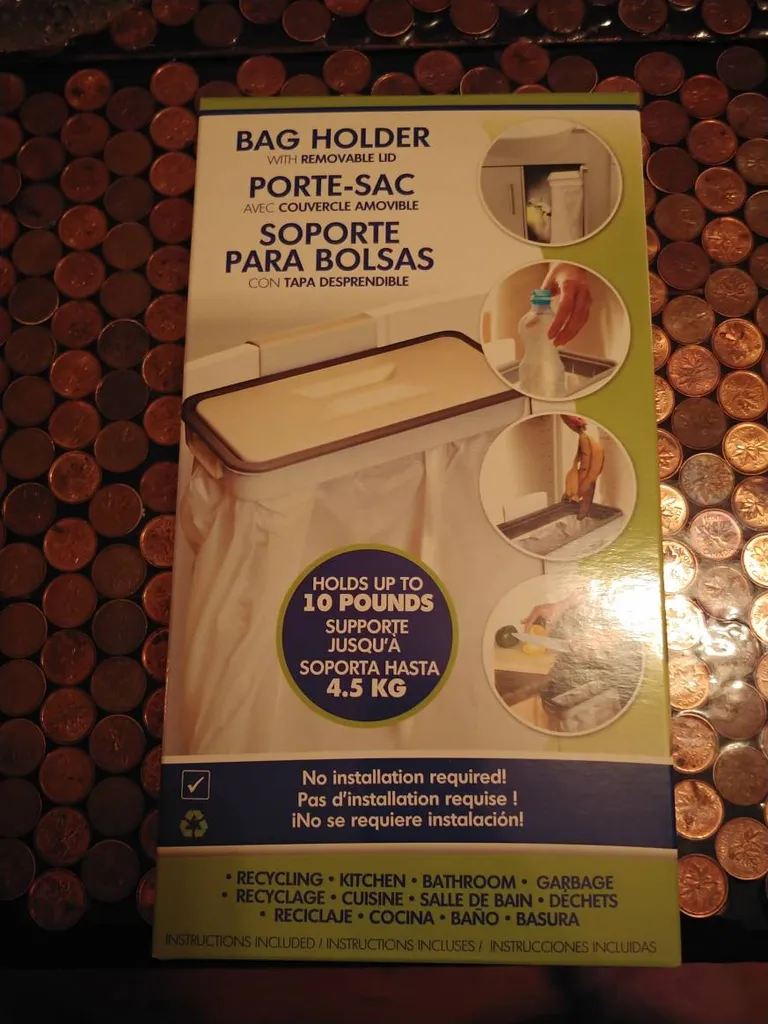 BAG HOLDER
WITH REMOVABLE LID
PORTE-SAC
AVEC COUVERCLE AMOVIBLE
SOPORTE
PARA BOLSAS
CON TAPA DESPRENDIBLE
HOLDS UP TO
10 POUNDS
SUPPORTE
JUSQU'À
SOPORTA HASTA
4.5 KG
No installation required!
Pas d'installation requise !
¡No se requiere instalación!
• RECYCLING • KITCHEN • BATHROOM • GARBAGE
• RECYCLAGE • CUISINE • SALLE DE BAIN • DÉCHETS
• RECICLAJE • COCINA • BAÑO • BASURA
INSTRUCTIONS INCLUDED / INSTRUCTIONS INCLUSES / INSTRUCCIONES INCLUIDAS